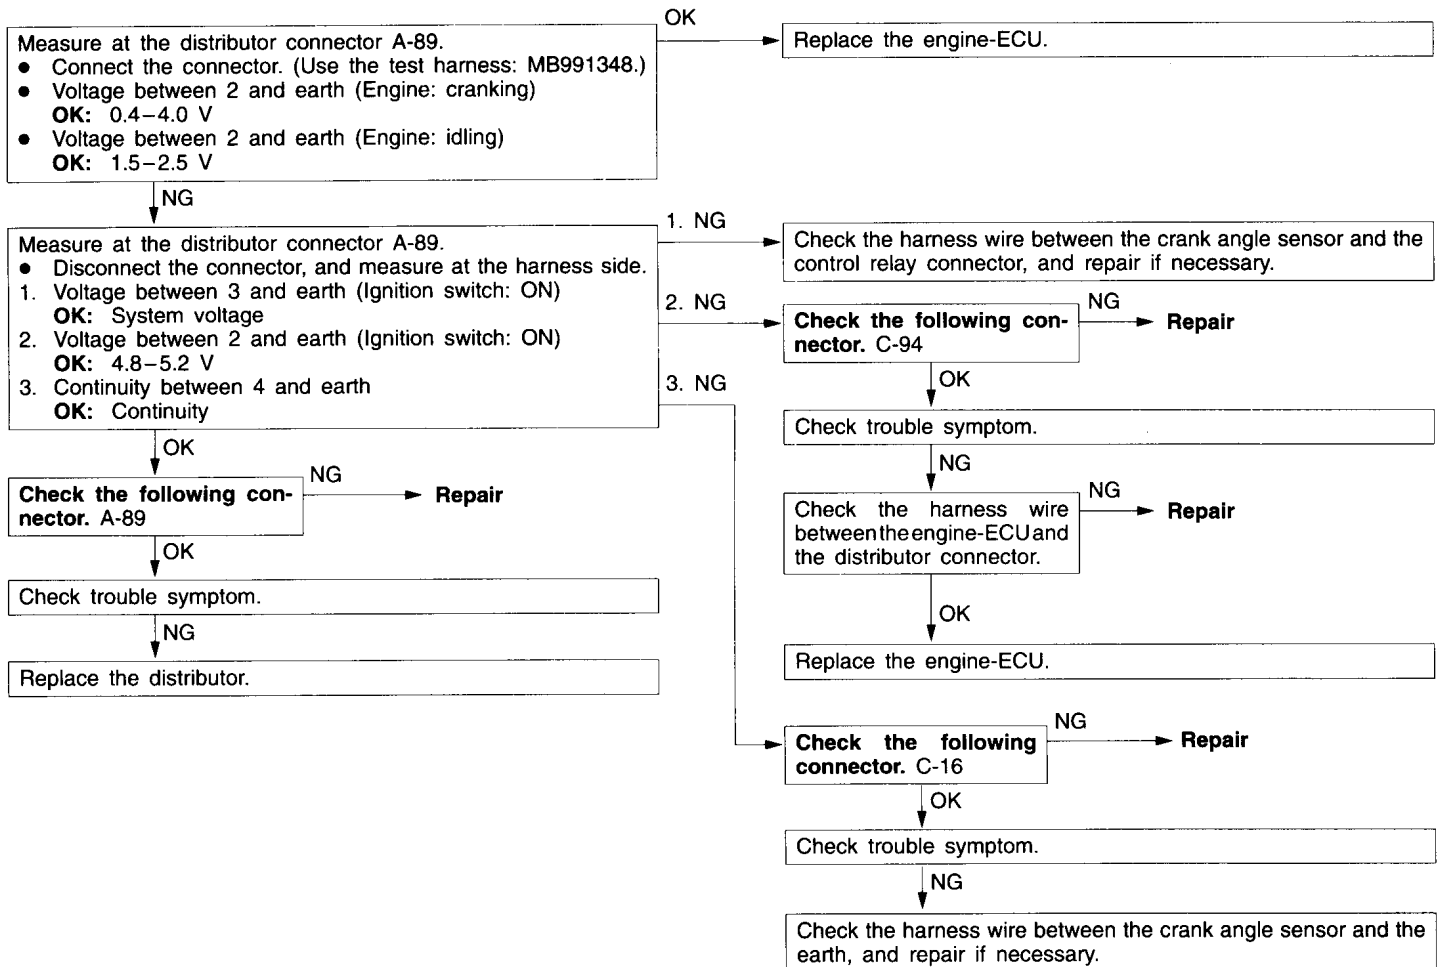 Measure at the distributor connector A-89.
● Connect the connector. (Use the test harness: MB991348.)
● Voltage between 2 and earth (Engine: cranking)
OK: 0.4–4.0 V
● Voltage between 2 and earth (Engine: idling)
OK: 1.5–2.5 V
OK
Replace the engine-ECU.
NG
Measure at the distributor connector A-89.
● Disconnect the connector, and measure at the harness side.
1. Voltage between 3 and earth (Ignition switch: ON)
OK: System voltage
2. Voltage between 2 and earth (Ignition switch: ON)
OK: 4.8–5.2 V
3. Continuity between 4 and earth
OK: Continuity
1. NG
Check the harness wire between the crank angle sensor and the
control relay connector, and repair if necessary.
2. NG
Check the following con-
nector. C-94
NG
Repair
OK
Check trouble symptom.
NG
Check the harness wire
between the engine-ECU and
the distributor connector.
NG
Repair
OK
Replace the engine-ECU.
3. NG
Check the following
connector. C-16
NG
Repair
OK
Check trouble symptom.
NG
Check the harness wire between the crank angle sensor and the
earth, and repair if necessary.
OK
Check the following con-
nector. A-89
NG
Repair
OK
Check trouble symptom.
NG
Replace the distributor.